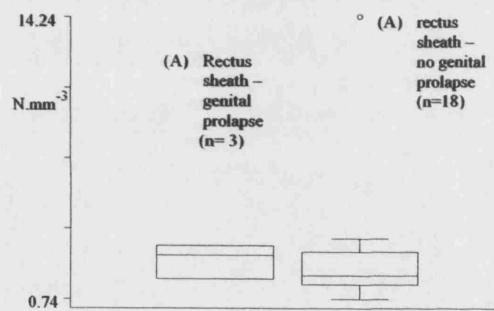 14.24
(A) rectus
sheath –
no genital
prolapse
(n=18)
(A) Rectus
sheath –
genital
prolapse
(n= 3)
N.mm-3
0.74